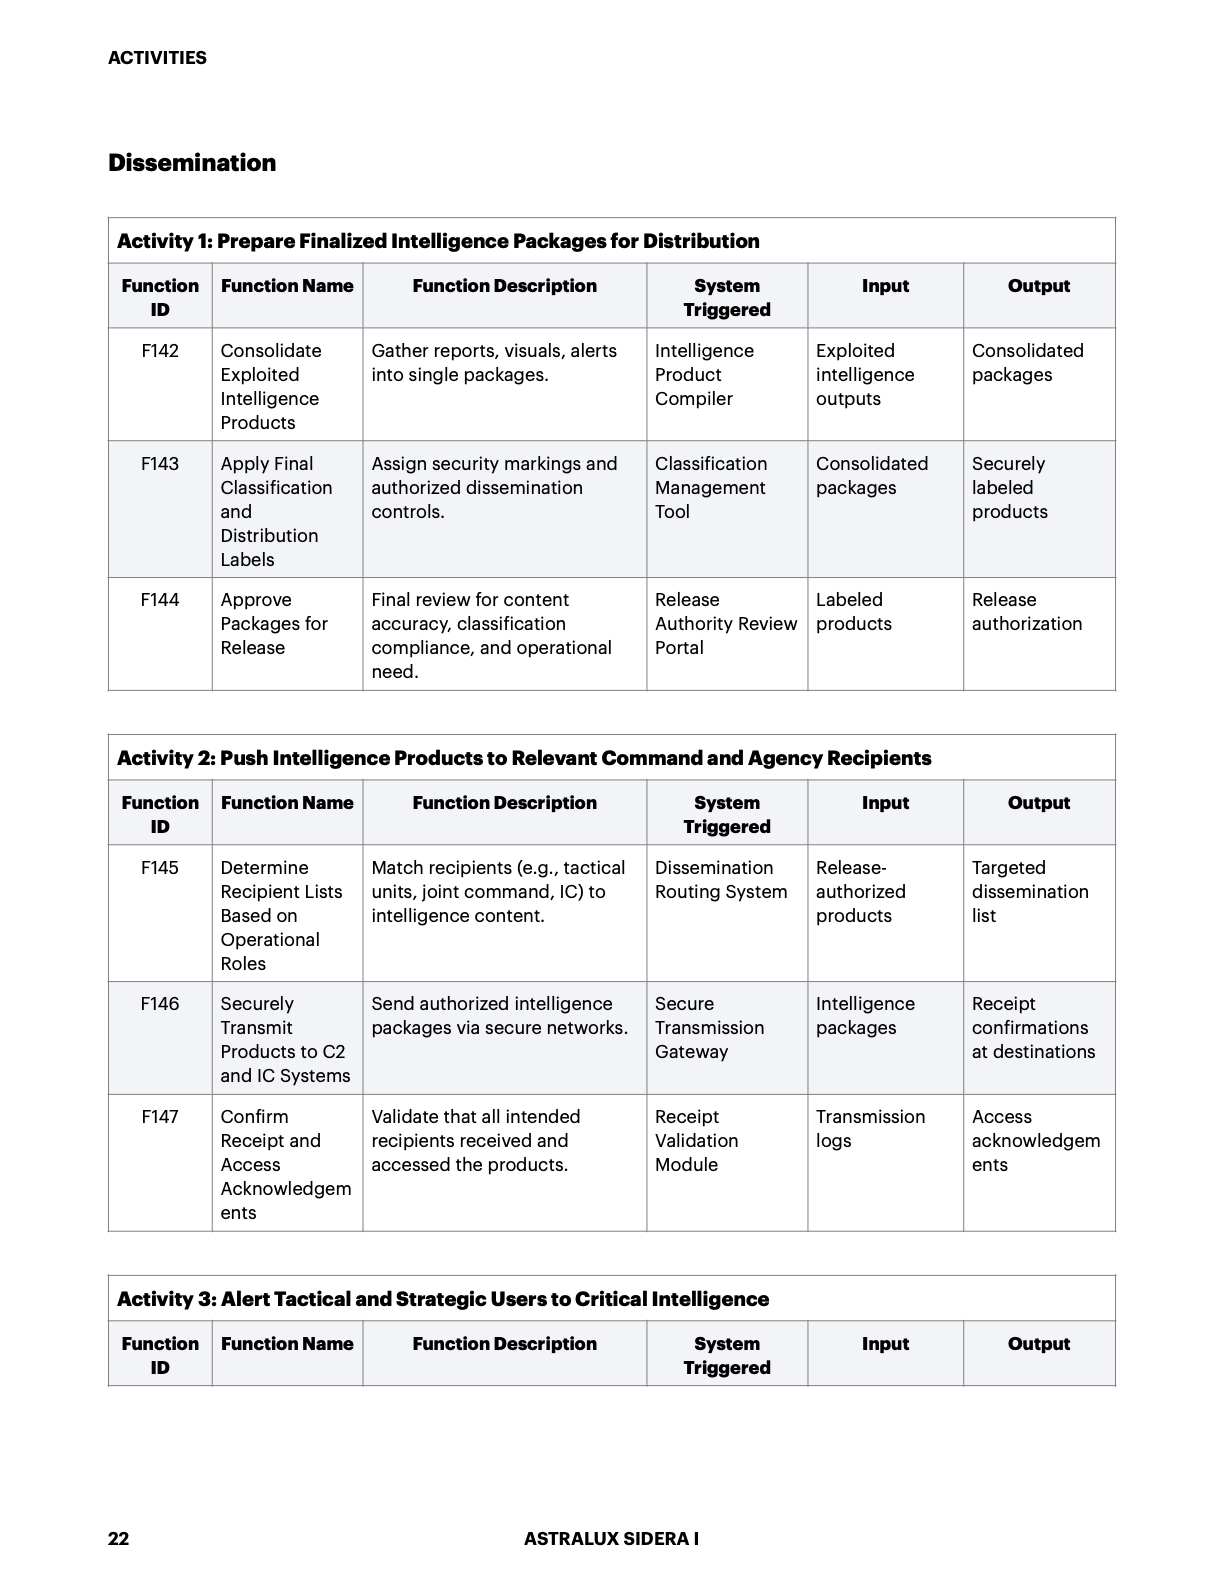 ACTIVITIES
Dissemination
Activity 1: Prepare Finalized Intelligence Packages for Distribution
Function
ID
Function Name
Function Description
System
Triggered
Input
Output
F142
Consolidate
Exploited
Intelligence
Products
Gather reports, visuals, alerts
into single packages.
Intelligence
Product
Compiler
Exploited
intelligence
outputs
Consolidated
packages
F143
Apply Final
Classification
and
Distribution
Labels
Assign security markings and
authorized dissemination
controls.
Classification
Management
Tool
Consolidated
packages
Securely
labeled
products
F144
Approve
Packages for
Release
Final review for content
accuracy, classification
compliance, and operational
need.
Release
Authority Review
Portal
Labeled
products
Release
authorization
Activity 2: Push Intelligence Products to Relevant Command and Agency Recipients
Function
ID
Function Name
Function Description
System
Triggered
Input
Output
F145
Determine
Recipient Lists
Based on
Operational
Roles
Match recipients (e.g., tactical
units, joint command, IC) to
intelligence content.
Dissemination
Routing System
Release-
authorized
products
Targeted
dissemination
list
F146
Securely
Transmit
Products to C2
and IC Systems
Send authorized intelligence
packages via secure networks.
Secure
Transmission
Gateway
Intelligence
packages
Receipt
confirmations
at destinations
F147
Confirm
Receipt and
Access
Acknowledgem
ents
Validate that all intended
recipients received and
accessed the products.
Receipt
Validation
Module
Transmission
logs
Access
acknowledgem
ents
Activity 3: Alert Tactical and Strategic Users to Critical Intelligence
Function
ID
Function Name
Function Description
System
Triggered
Input
Output
22
ASTRALUX SIDERA I